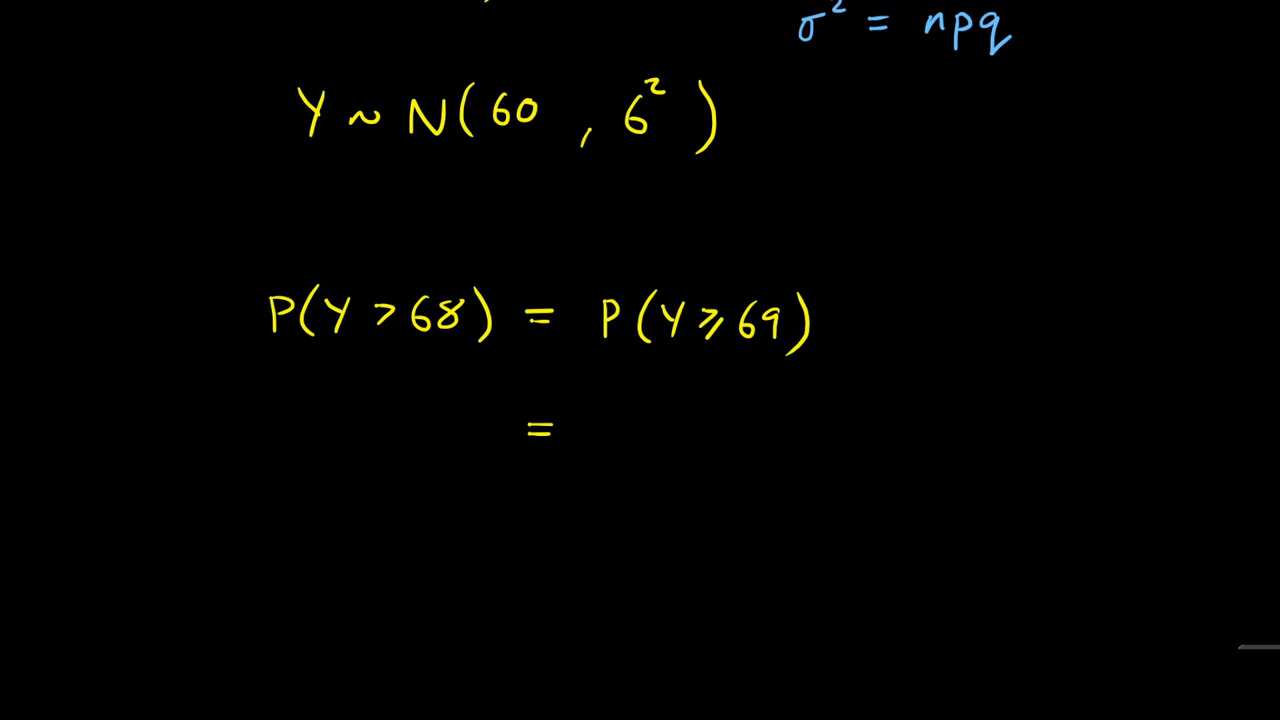 σ² = npq
Y ~ N(60 , 6²)
P(Y > 68) = P(Y ⩾ 69)
=